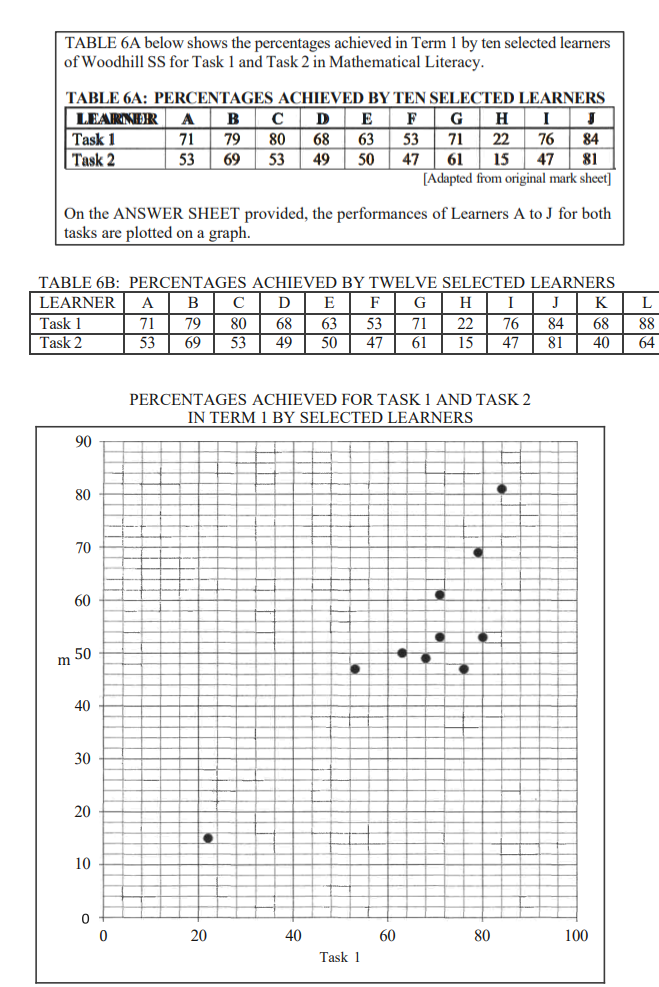 TABLE 6A below shows the percentages achieved in Term 1 by ten selected learners
of Woodhill SS for Task 1 and Task 2 in Mathematical Literacy.
TABLE 6A: PERCENTAGES ACHIEVED BY TEN SELECTED LEARNERS
LEARNER A B C D E F G H I J
Task 1 71 79 80 68 63 53 71 22 76 84
Task 2 53 69 53 49 50 47 61 15 47 81
[Adapted from original mark sheet]
On the ANSWER SHEET provided, the performances of Learners A to J for both
tasks are plotted on a graph.
TABLE 6B: PERCENTAGES ACHIEVED BY TWELVE SELECTED LEARNERS
LEARNER A B C D E F G H I J K L
Task 1 71 79 80 68 63 53 71 22 76 84 68 88
Task 2 53 69 53 49 50 47 61 15 47 81 40 64
PERCENTAGES ACHIEVED FOR TASK 1 AND TASK 2
IN TERM 1 BY SELECTED LEARNERS
90
80
70
60
m 50
40
30
20
10
0
0 20 40 60 80 100
Task 1